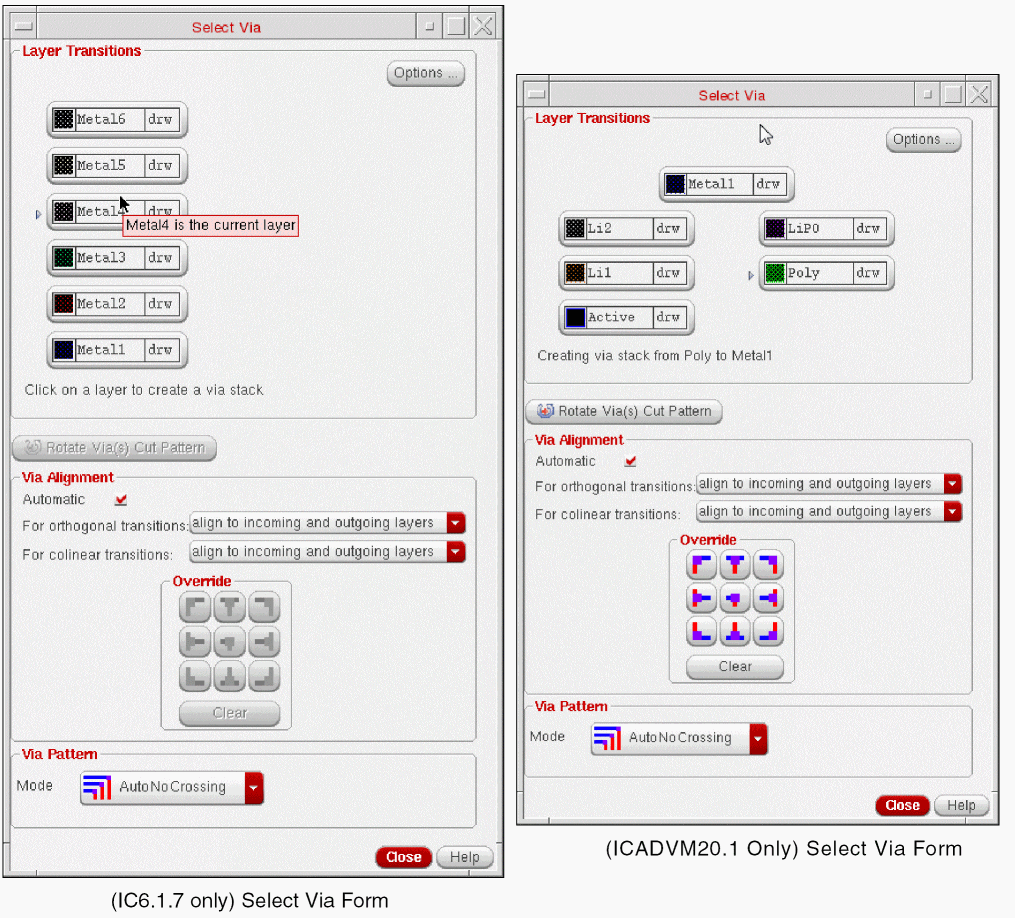 Select Via
Layer Transitions
Options ...
Metal6 drw
Metal5 drw
Metal4 drw
Metal4 is the current layer
Metal3 drw
Metal2 drw
Metal1 drw
Click on a layer to create a via stack
Rotate Via(s) Cut Pattern
Via Alignment
Automatic
For orthogonal transitions: align to incoming and outgoing layers
For colinear transitions: align to incoming and outgoing layers
Override
Clear
Via Pattern
Mode AutoNoCrossing
Close Help
(IC6.1.7 only) Select Via Form
Select Via
Layer Transitions
Options ...
Metal1 drw
Li2 drw LiPO drw
Li1 drw Poly drw
Active drw
Creating via stack from Poly to Metal1
Rotate Via(s) Cut Pattern
Via Alignment
Automatic
For orthogonal transitions: align to incoming and outgoing layers
For colinear transitions: align to incoming and outgoing layers
Override
Clear
Via Pattern
Mode AutoNoCrossing
Close Help
(ICADVM20.1 Only) Select Via Form